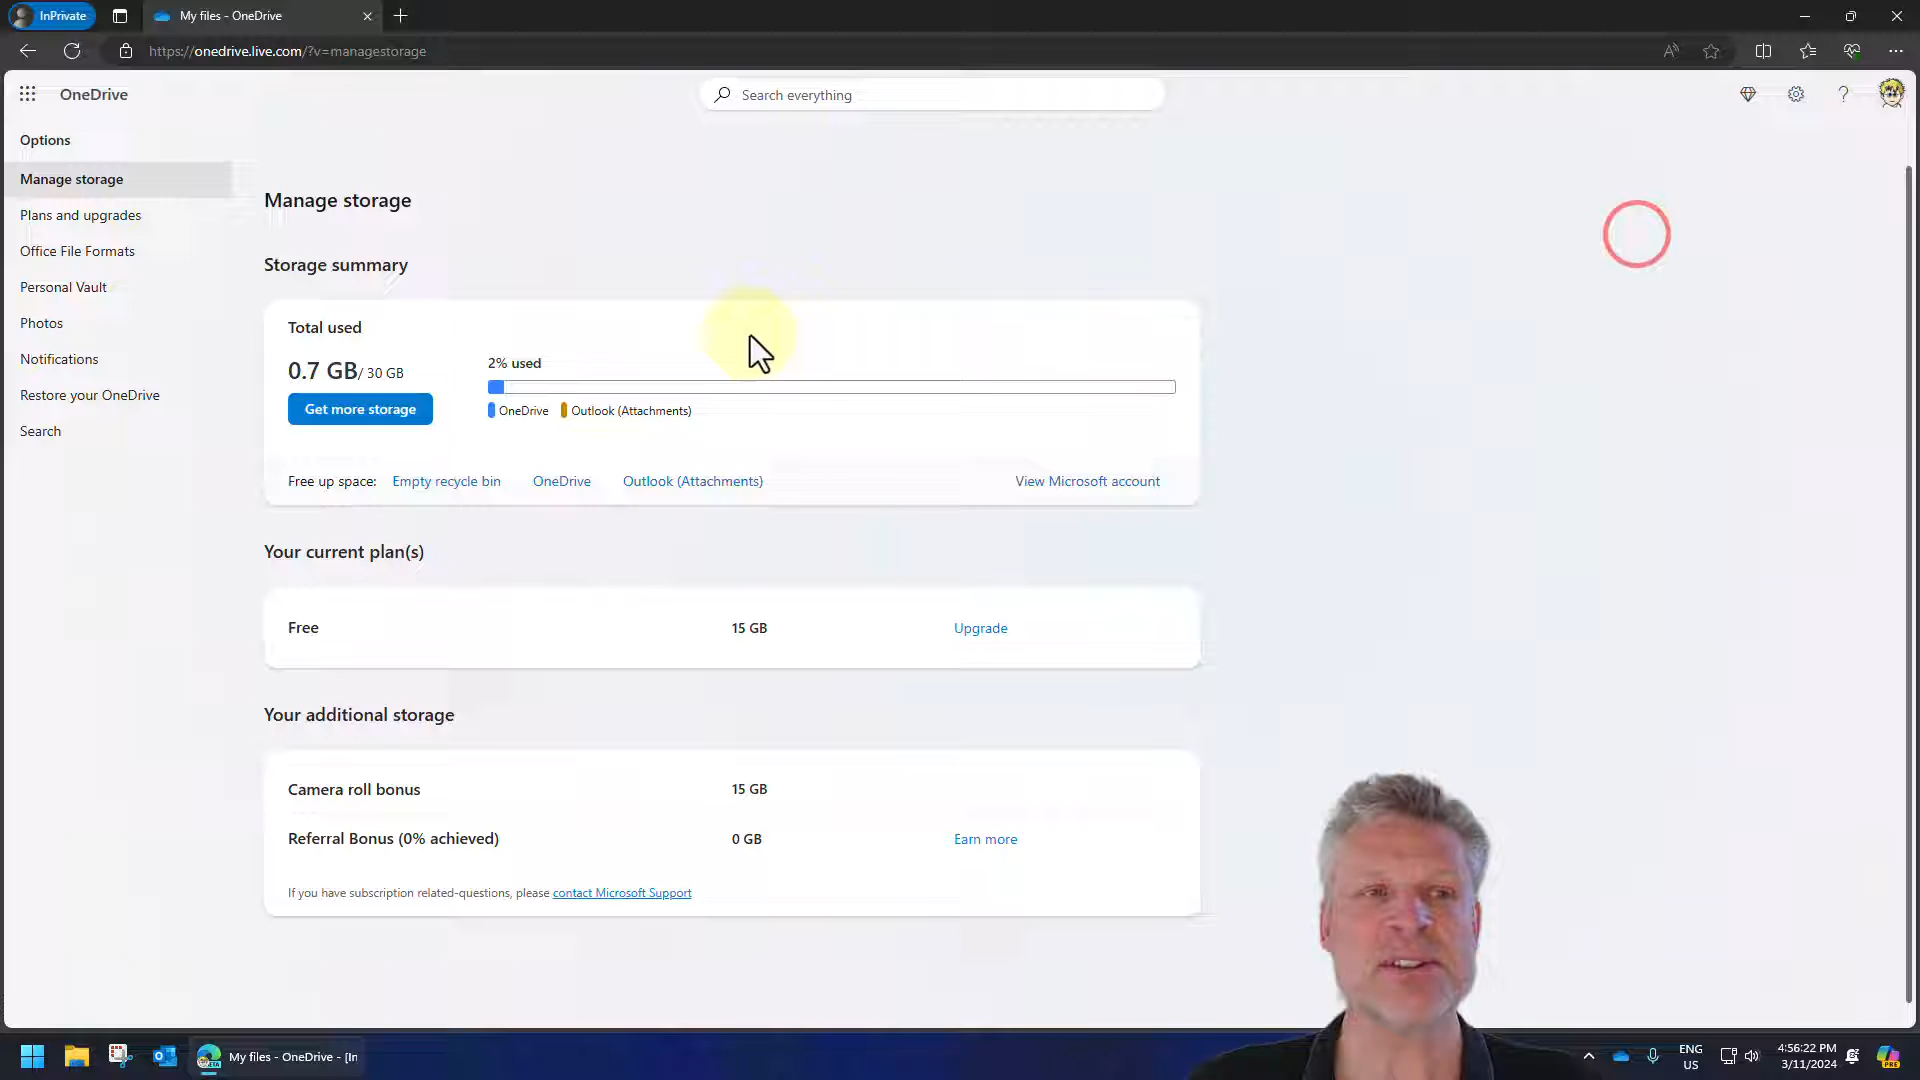 InPrivate
My files - OneDrive
https://onedrive.live.com/?v=managestorage
OneDrive
Search everything
Options
Manage storage
Plans and upgrades
Office File Formats
Personal Vault
Photos
Notifications
Restore your OneDrive
Search
Manage storage
Storage summary
Total used
0.7 GB/ 30 GB
2% used
Get more storage
OneDrive
Outlook (Attachments)
Free up space: Empty recycle bin OneDrive Outlook (Attachments) View Microsoft account
Your current plan(s)
Free 15 GB Upgrade
Your additional storage
Camera roll bonus 15 GB
Referral Bonus (0% achieved) 0 GB Earn more
If you have subscription related-questions, please contact Microsoft Support
My files - OneDrive - [In
ENG
US
4:56:22 PM
3/11/2024
PRE